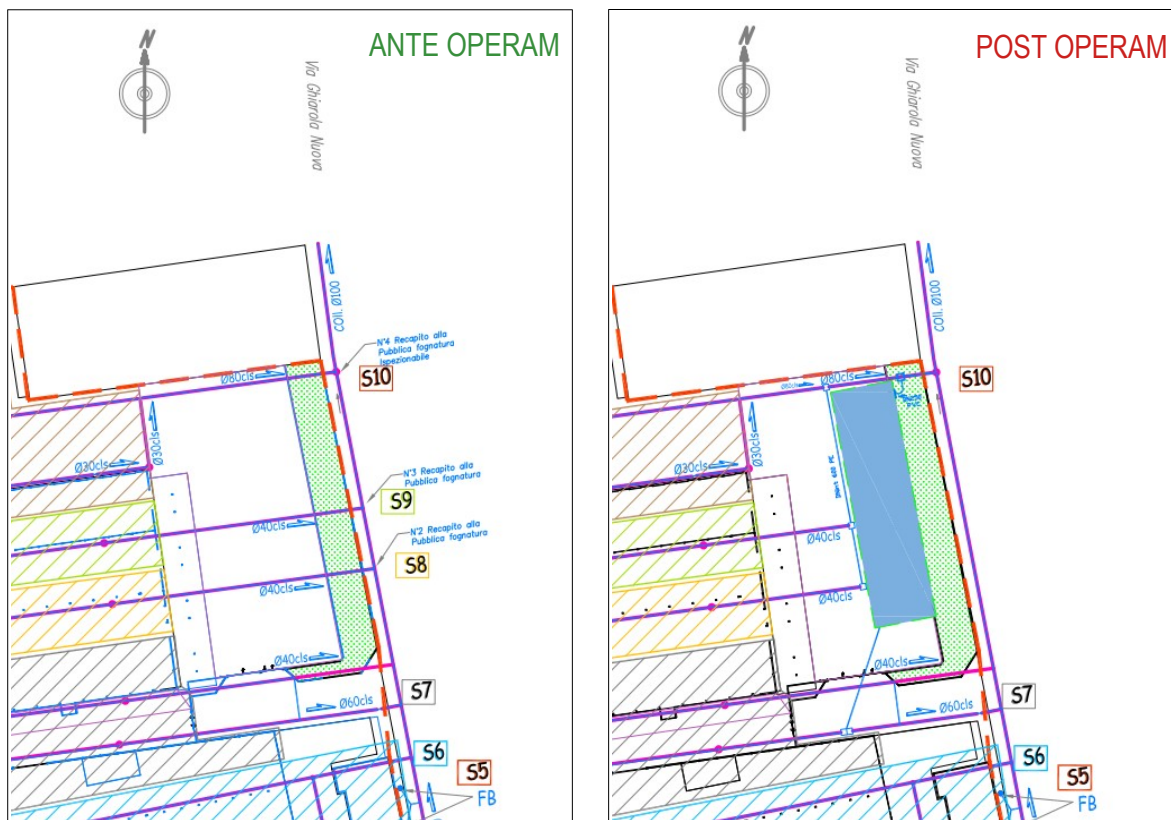 ANTE OPERAM
N
Via Ghiarola Nuova
Coll. Ø100
N°4 Recapito alla
Pubblica fognatura
Ispezionabile
Ø80cls
S10
Ø30cls
Ø30cls
N°3 Recapito alla
Pubblica fognatura
S9
Ø40cls
N°2 Recapito alla
Pubblica fognatura
S8
Ø40cls
Ø40cls
S7
Ø60cls
S6
S5
FB
POST OPERAM
N
Via Ghiarola Nuova
Coll. Ø100
Ø80cls
Ø80cls
S10
Ø30cls
Ø30cls
Ø40cls
Ø40cls
Ø40cls
S7
Ø60cls
S6
S5
FB